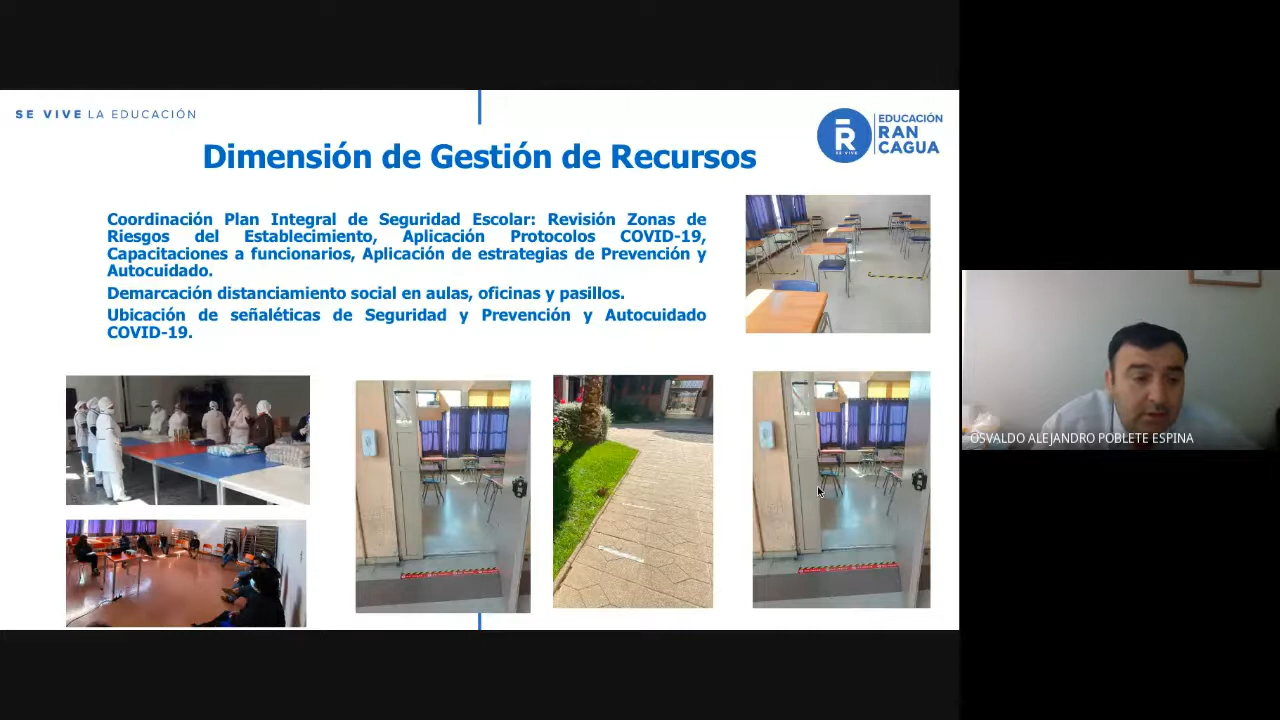 SE VIVE LA EDUCACIÓN
R
SE VIVE
EDUCACIÓN
RAN
CAGUA
Dimensión de Gestión de Recursos
Coordinación Plan Integral de Seguridad Escolar: Revisión Zonas de
Riesgos del Establecimiento, Aplicación Protocolos COVID-19,
Capacitaciones a funcionarios, Aplicación de estrategias de Prevención y
Autocuidado.
Demarcación distanciamiento social en aulas, oficinas y pasillos.
Ubicación de señaléticas de Seguridad y Prevención y Autocuidado
COVID-19.
OSVALDO ALEJANDRO POBLETE ESPINA